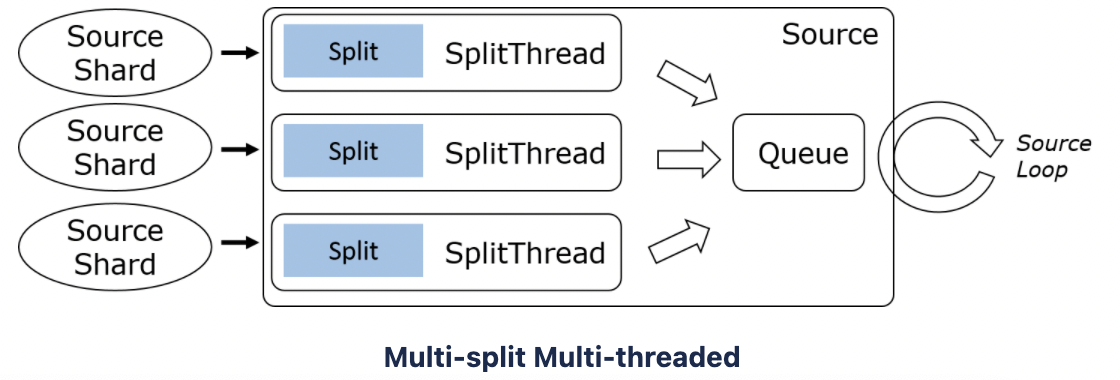 Source
Shard
Split SplitThread
Source
Source
Shard
Split SplitThread
Queue
Source
Loop
Source
Shard
Split SplitThread
Multi-split Multi-threaded